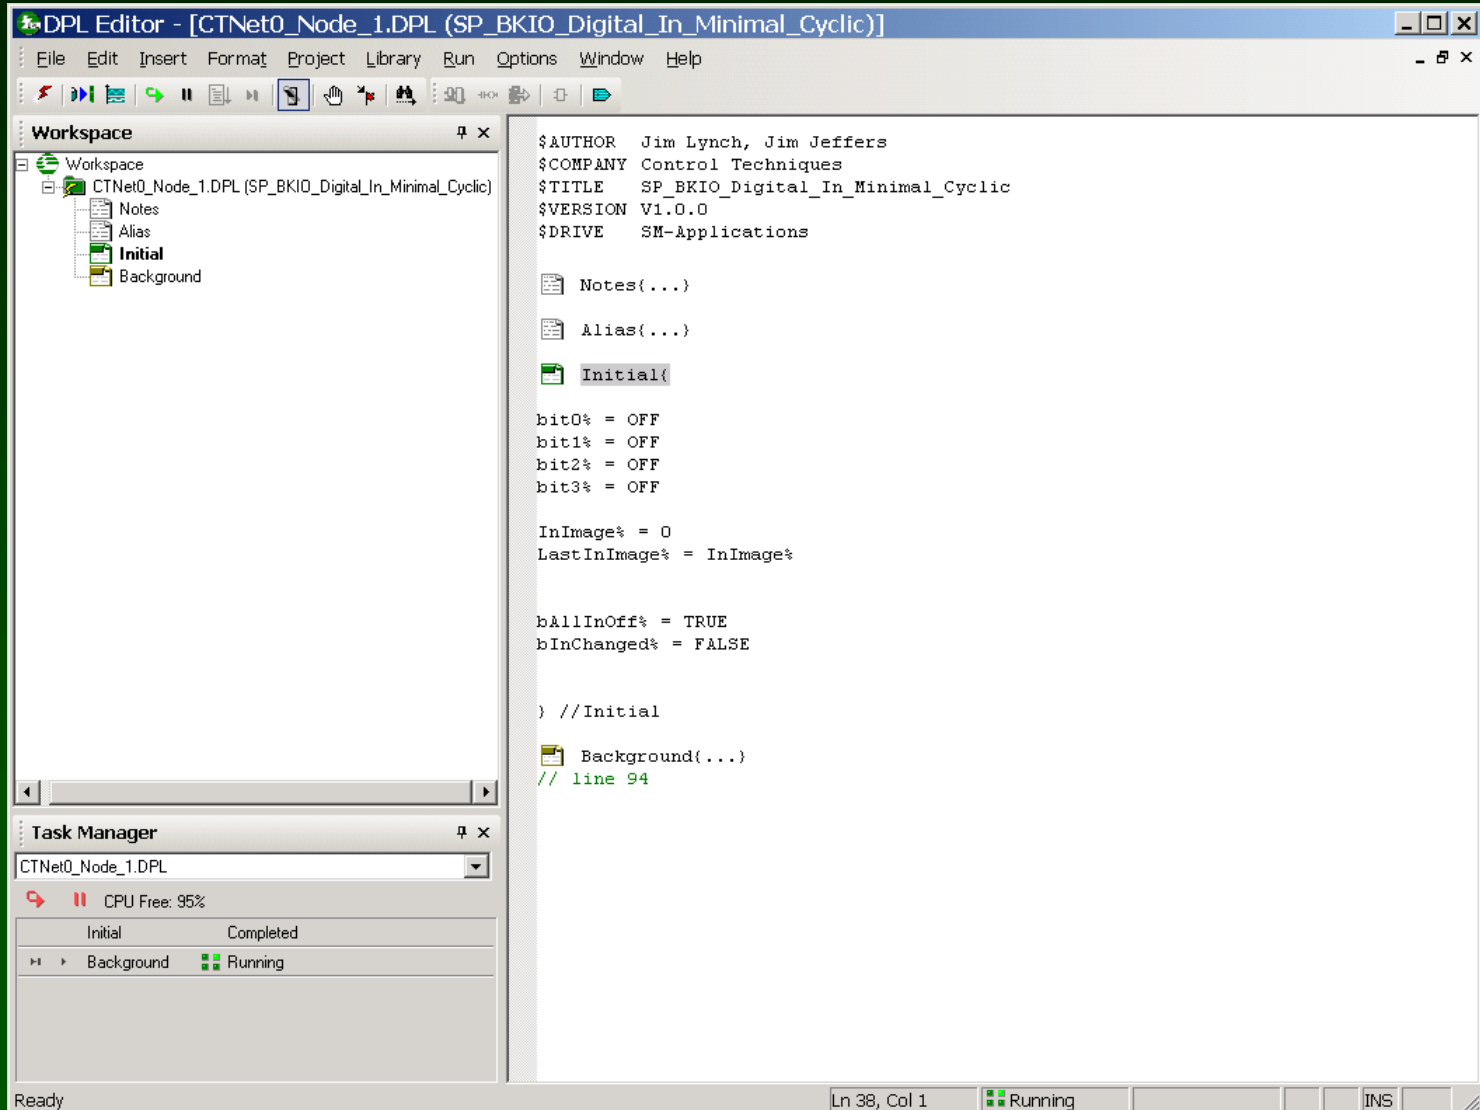 DPL Editor - [CTNet0_Node_1.DPL (SP_BKIO_Digital_In_Minimal_Cyclic)]
File Edit Insert Format Project Library Run Options Window Help
Workspace
Workspace
CTNet0_Node_1.DPL (SP_BKIO_Digital_In_Minimal_Cyclic)
Notes
Alias
Initial
Background
Task Manager
CTNet0_Node_1.DPL
CPU Free: 95%
Initial Completed
Background Running
$AUTHOR Jim Lynch, Jim Jeffers
$COMPANY Control Techniques
$TITLE SP_BKIO_Digital_In_Minimal_Cyclic
$VERSION V1.0.0
$DRIVE SM-Applications
Notes{...}
Alias{...}
Initial{
bit0% = OFF
bit1% = OFF
bit2% = OFF
bit3% = OFF
InImage% = 0
LastInImage% = InImage%
bAllInOff% = TRUE
bInChanged% = FALSE
} //Initial
Background{...}
// line 94
Ready Ln 38, Col 1 Running INS